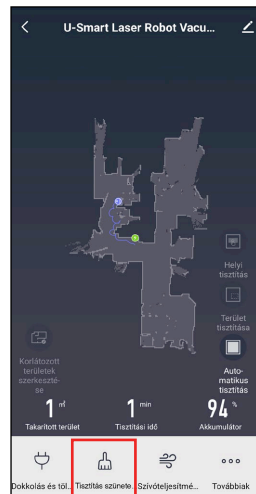 U-Smart Laser Robot Vacu...
Helyi
tisztítás
Terület
tisztítása
Korlátozott
területek
szerkeszté-
se
Auto-
matikus
tisztítás
1 ㎡
1 min
94 %
Takarított terület
Tisztítási idő
Akkumulátor
Dokkolás és töl...
Tisztítás szünete...
Szívóteljesítmé...
Továbbiak